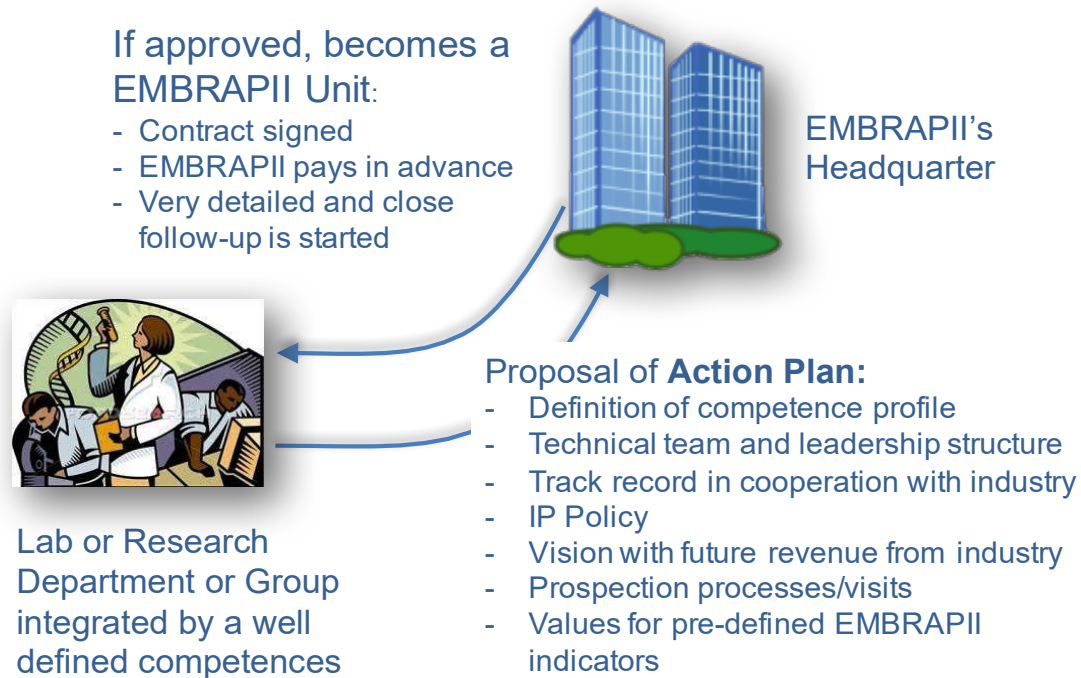 If approved, becomes a
EMBRAPII Unit:
- Contract signed
- EMBRAPII pays in advance
- Very detailed and close
follow-up is started
EMBRAPII's
Headquarter
Proposal of Action Plan:
- Definition of competence profile
- Technical team and leadership structure
- Track record in cooperation with industry
- IP Policy
- Vision with future revenue from industry
- Prospection processes/visits
- Values for pre-defined EMBRAPII
indicators
Lab or Research
Department or Group
integrated by a well
defined competences